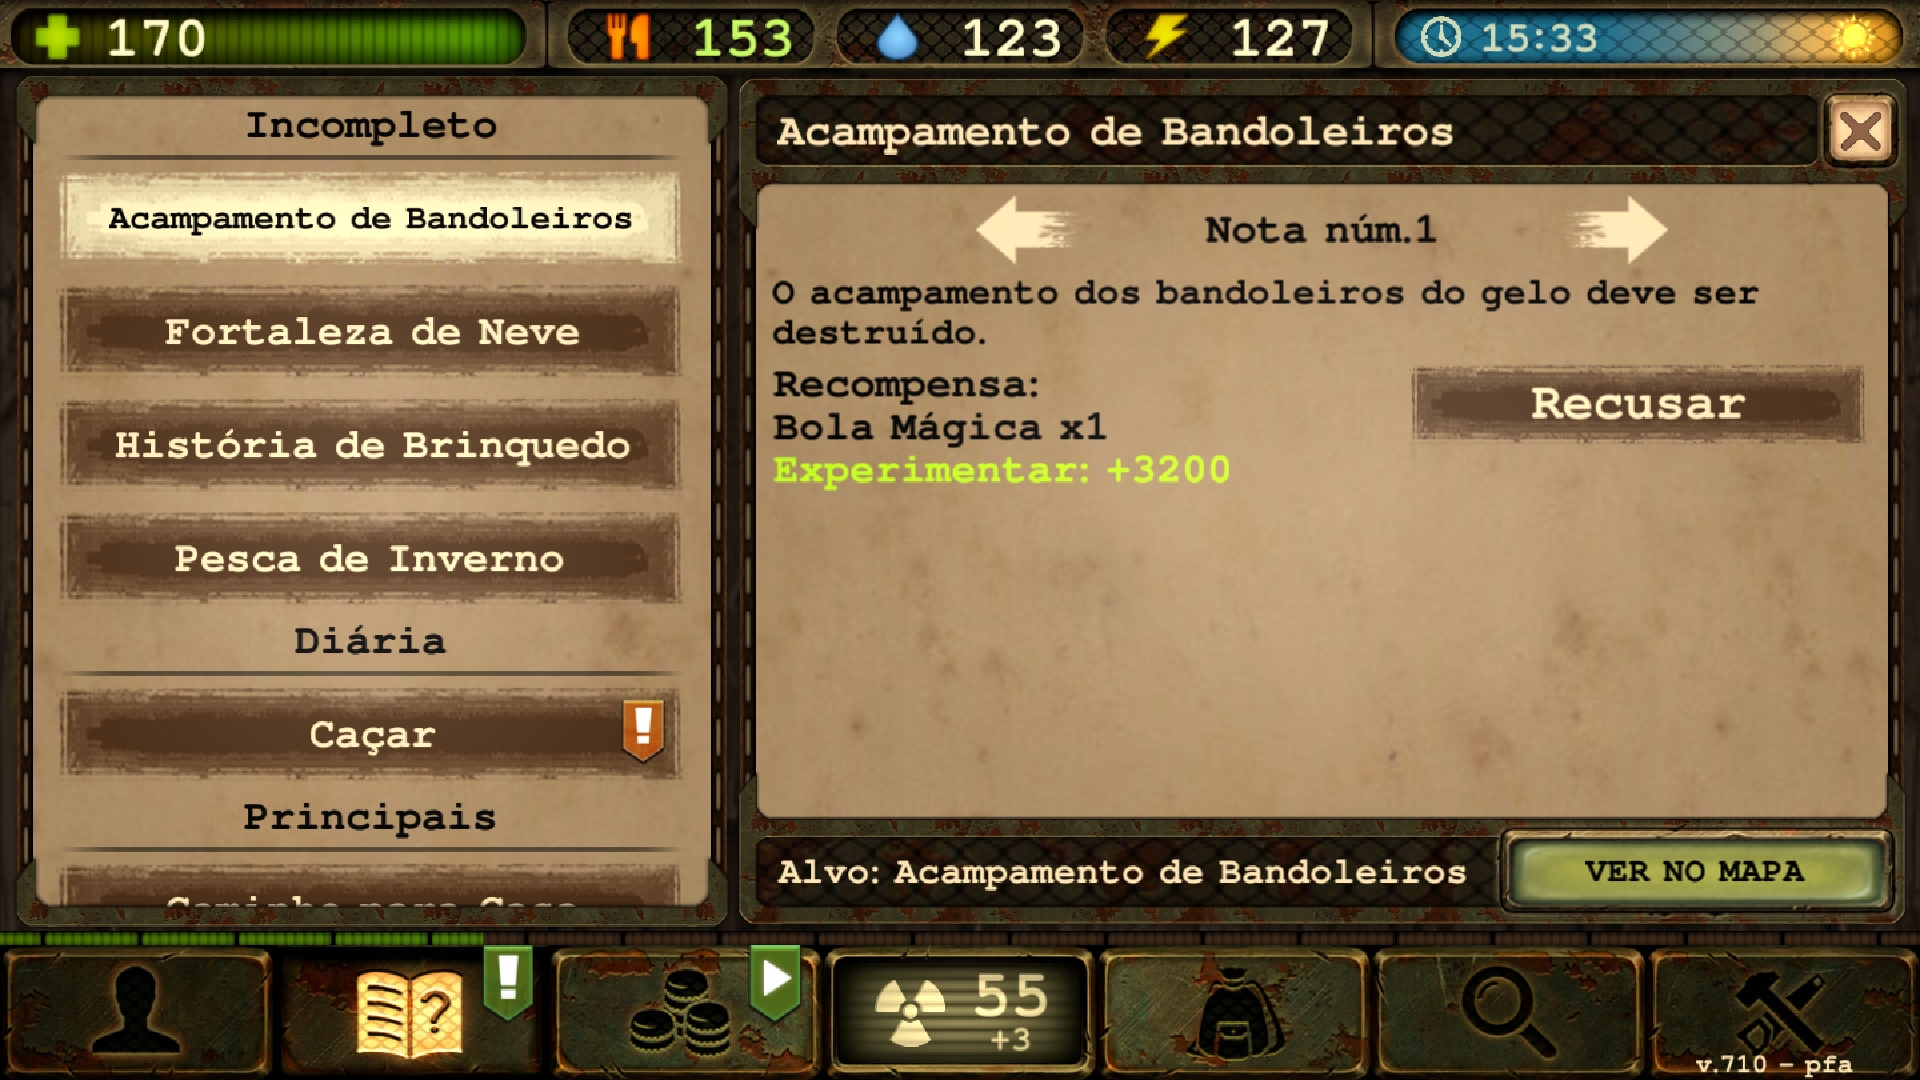 170
153
123
127
15:33
Incompleto
Acampamento de Bandoleiros
Fortaleza de Neve
História de Brinquedo
Pesca de Inverno
Diária
Caçar
Principais
Acampamento de Bandoleiros
Nota núm.1
O acampamento dos bandoleiros do gelo deve ser
destruído.
Recompensa:
Bola Mágica x1
Experimentar: +3200
Recusar
Alvo: Acampamento de Bandoleiros
VER NO MAPA
55
+3
v.710 - pfa